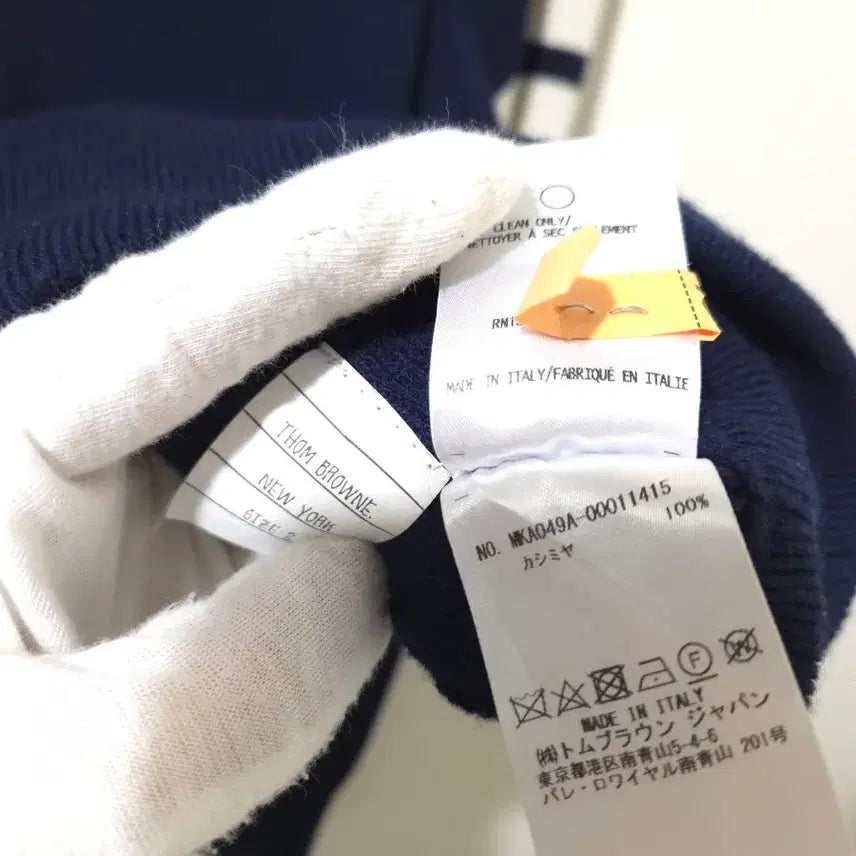 CLEAN ONLY/
NETTOYER À SEC
MADE IN ITALY/FABRIQUÉ EN ITALIE
THOM BROWNE.
NEW YORK
SIZE 2
NO. MKA049A-00011415
カシミヤ 100%
F
W
MADE IN ITALY
㈱トムブラウン ジャパン
東京都港区南青山5-4-6
パレ・ロワイヤル南青山 201号